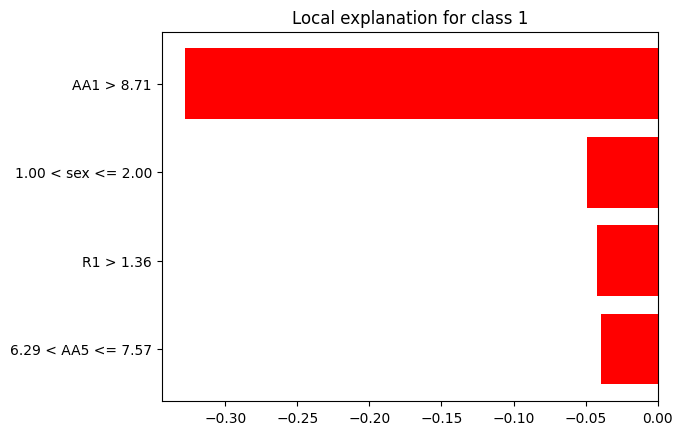 Local explanation for class 1
AA1 > 8.71
1.00 < sex <= 2.00
R1 > 1.36
6.29 < AA5 <= 7.57
−0.30 −0.25 −0.20 −0.15 −0.10 −0.05 0.00